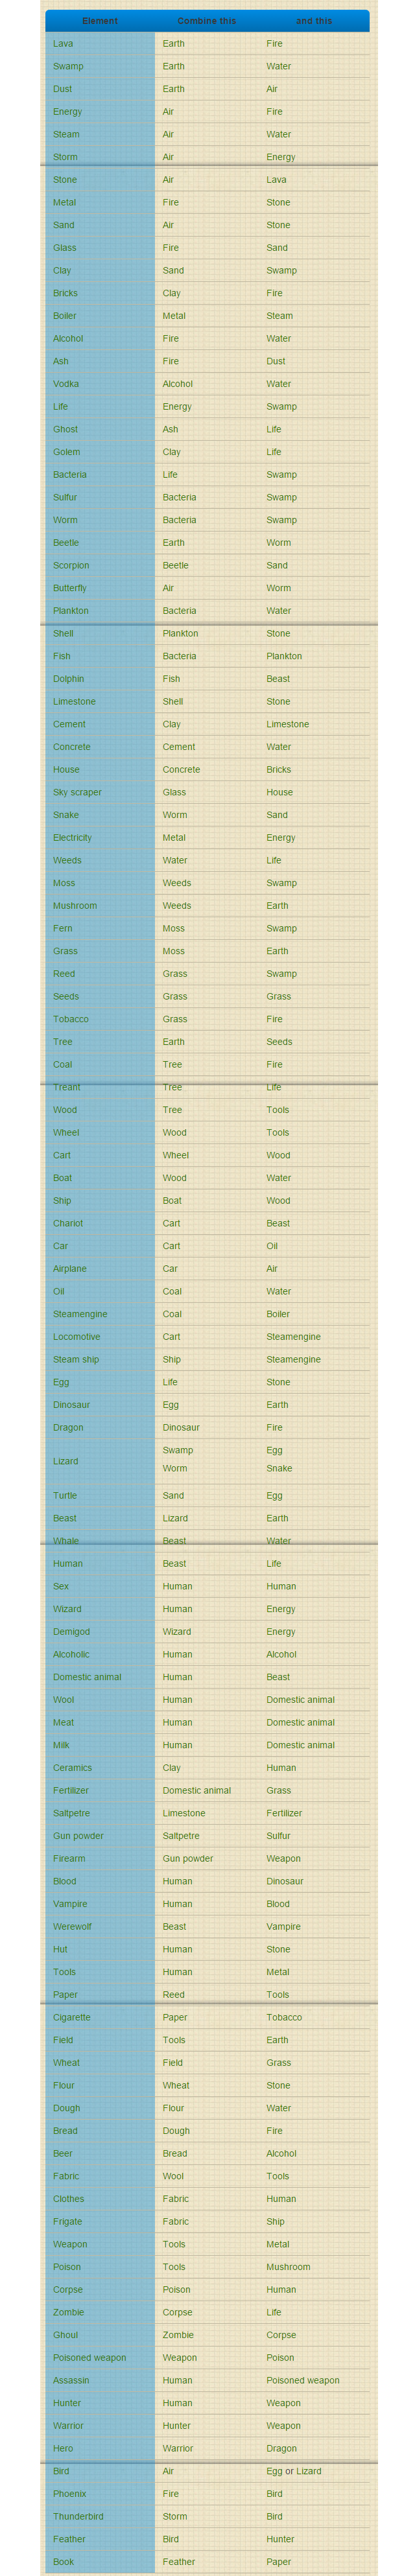 Element Combine this and this
Lava Earth Fire
Swamp Earth Water
Dust Earth Air
Energy Air Fire
Steam Air Water
Storm Air Energy
Stone Air Lava
Metal Fire Stone
Sand Air Stone
Glass Fire Sand
Clay Sand Swamp
Bricks Clay Fire
Boiler Metal Steam
Alcohol Fire Water
Ash Fire Dust
Vodka Alcohol Water
Life Energy Swamp
Ghost Ash Life
Golem Clay Life
Bacteria Life Swamp
Sulfur Bacteria Swamp
Worm Bacteria Swamp
Beetle Earth Worm
Scorpion Beetle Sand
Butterfly Air Worm
Plankton Bacteria Water
Shell Plankton Stone
Fish Bacteria Plankton
Dolphin Fish Beast
Limestone Shell Stone
Cement Clay Limestone
Concrete Cement Water
House Concrete Bricks
Sky scraper Glass House
Snake Worm Sand
Electricity Metal Energy
Weeds Water Life
Moss Weeds Swamp
Mushroom Weeds Earth
Fern Moss Swamp
Grass Moss Earth
Reed Grass Swamp
Seeds Grass Grass
Tobacco Grass Fire
Tree Earth Seeds
Coal Tree Fire
Treant Tree Life
Wood Tree Tools
Wheel Wood Tools
Cart Wheel Wood
Boat Wood Water
Ship Boat Wood
Chariot Cart Beast
Car Cart Oil
Airplane Car Air
Oil Coal Water
Steamengine Coal Boiler
Locomotive Cart Steamengine
Steam ship Ship Steamengine
Egg Life Stone
Dinosaur Egg Earth
Dragon Dinosaur Fire
Lizard Swamp Egg
Worm Snake
Turtle Sand Egg
Beast Lizard Earth
Whale Beast Water
Human Beast Life
Sex Human Human
Wizard Human Energy
Demigod Wizard Energy
Alcoholic Human Alcohol
Domestic animal Human Beast
Wool Human Domestic animal
Meat Human Domestic animal
Milk Human Domestic animal
Ceramics Clay Human
Fertilizer Domestic animal Grass
Saltpetre Limestone Fertilizer
Gun powder Saltpetre Sulfur
Firearm Gun powder Weapon
Blood Human Dinosaur
Vampire Human Blood
Werewolf Beast Vampire
Hut Human Stone
Tools Human Metal
Paper Reed Tools
Cigarette Paper Tobacco
Field Tools Earth
Wheat Field Grass
Flour Wheat Stone
Dough Flour Water
Bread Dough Fire
Beer Bread Alcohol
Fabric Wool Tools
Clothes Fabric Human
Frigate Fabric Ship
Weapon Tools Metal
Poison Tools Mushroom
Corpse Poison Human
Zombie Corpse Life
Ghoul Zombie Corpse
Poisoned weapon Weapon Poison
Assassin Human Poisoned weapon
Hunter Human Weapon
Warrior Hunter Weapon
Hero Warrior Dragon
Bird Air Egg or Lizard
Phoenix Fire Bird
Thunderbird Storm Bird
Feather Bird Hunter
Book Feather Paper